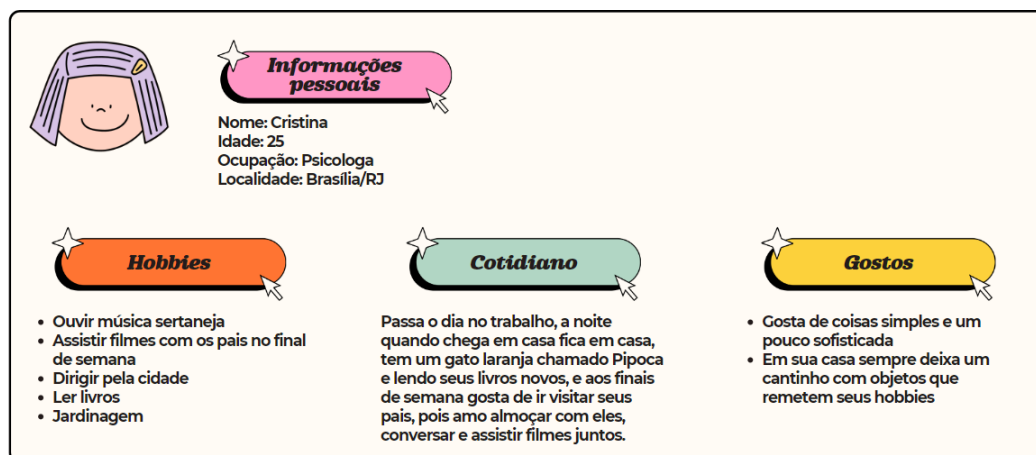 Informações
pessoais
Nome: Cristina
Idade: 25
Ocupação: Psicologa
Localidade: Brasília/RJ
Hobbies
Ouvir música sertaneja
Assistir filmes com os pais no final
de semana
Dirigir pela cidade
Ler livros
Jardinagem
Cotidiano
Passa o dia no trabalho, a noite
quando chega em casa fica em casa,
tem um gato laranja chamado Pipoca
e lendo seus livros novos, e aos finais
de semana gosta de ir visitar seus
pais, pois amo almoçar com eles,
conversar e assistir filmes juntos.
Gostos
Gosta de coisas simples e um
pouco sofisticada
Em sua casa sempre deixa um
cantinho com objetos que
remetem seus hobbies